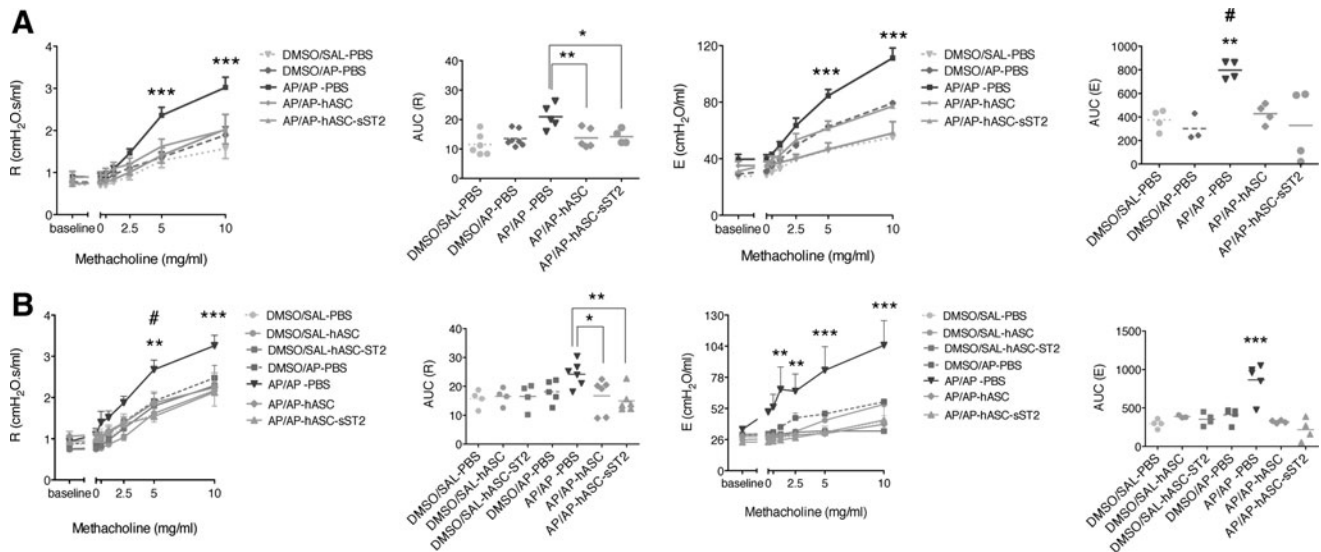 A
R (cmH2O.s/ml)
4
3
2
1
0
***
***
baseline
0
2.5
5
10
Methacholine (mg/ml)
DMSO/SAL-PBS
DMSO/AP-PBS
AP/AP -PBS
AP/AP-hASC
AP/AP-hASC-sST2
AUC (R)
40
30
20
10
0
*
**
DMSO/SAL-PBS
DMSO/AP-PBS
AP/AP -PBS
AP/AP-hASC
AP/AP-hASC-sST2
E (cmH2O/ml)
120
80
40
0
***
***
baseline
0
2.5
5
10
Methacholine (mg/ml)
DMSO/SAL-PBS
DMSO/AP-PBS
AP/AP -PBS
AP/AP-hASC
AP/AP-hASC-sST2
AUC (E)
1000
800
600
400
200
0
#
**
DMSO/SAL-PBS
DMSO/AP-PBS
AP/AP -PBS
AP/AP-hASC
AP/AP-hASC-sST2
B
R (cmH2O.s/ml)
4
3
2
1
0
#
**
***
baseline
0
2.5
5
10
Methacholine (mg/ml)
DMSO/SAL-PBS
DMSO/SAL-hASC
DMSO/SAL-hASC-ST2
DMSO/AP-PBS
AP/AP -PBS
AP/AP-hASC
AP/AP-hASC-sST2
AUC (R)
40
30
20
10
0
**
*
DMSO/SAL-PBS
DMSO/SAL-hASC
DMSO/SAL-hASC-ST2
DMSO/AP-PBS
AP/AP -PBS
AP/AP-hASC
AP/AP-hASC-sST2
E (cmH2O/ml)
130
104
78
52
26
0
**
**
***
***
baseline
0
2.5
5
10
Methacholine (mg/ml)
DMSO/SAL-PBS
DMSO/SAL-hASC
DMSO/SAL-hASC-ST2
DMSO/AP-PBS
AP/AP -PBS
AP/AP-hASC
AP/AP-hASC-sST2
AUC (E)
1500
1000
500
0
***
DMSO/SAL-PBS
DMSO/SAL-hASC
DMSO/SAL-hASC-ST2
DMSO/AP-PBS
AP/AP -PBS
AP/AP-hASC
AP/AP-hASC-sST2